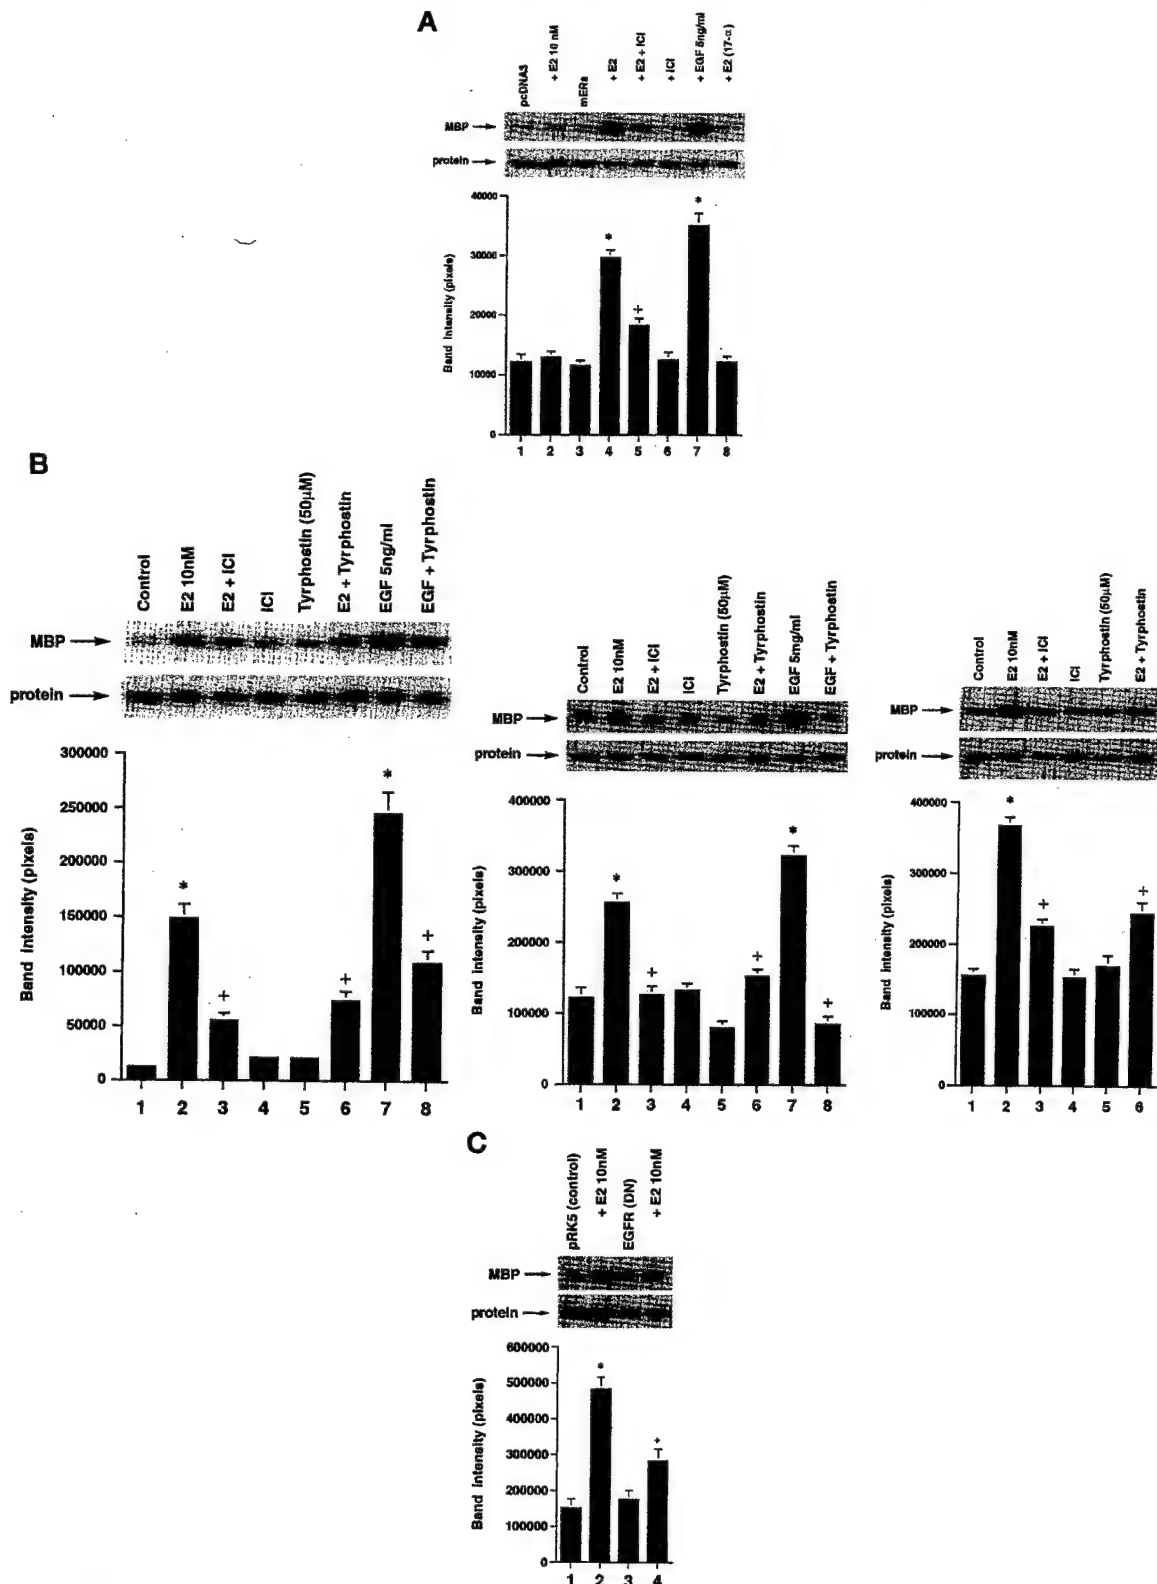 A
pcDNA3
+ E2 10 nM
mERa
+ E2
+ E2 + ICI
+ ICI
+ EGF 5ng/ml
+ E2 (17-α)
MBP
protein
Band Intensity (pixels)
40000
30000
20000
10000
0
1 2 3 4 5 6 7 8
* + *
B
Control
E2 10nM
E2 + ICI
ICI
Tyrphostin (50μM)
E2 + Tyrphostin
EGF 5ng/ml
EGF + Tyrphostin
MBP
protein
Band Intensity (pixels)
300000
250000
200000
150000
100000
50000
0
* + + * +
1 2 3 4 5 6 7 8
Control
E2 10nM
E2 + ICI
ICI
Tyrphostin (50μM)
E2 + Tyrphostin
EGF 5mg/ml
EGF + Tyrphostin
MBP
protein
Band Intensity (pixels)
400000
300000
200000
100000
0
* + + * +
1 2 3 4 5 6 7 8
Control
E2 10nM
E2 + ICI
ICI
Tyrphostin (50μM)
E2 + Tyrphostin
MBP
protein
Band Intensity (pixels)
400000
300000
200000
100000
0
* + +
1 2 3 4 5 6
C
pRK5 (control)
+ E2 10nM
EGFR (DN)
+ E2 10nM
MBP
protein
Band Intensity (pixels)
600000
500000
400000
300000
200000
100000
0
* +
1 2 3 4